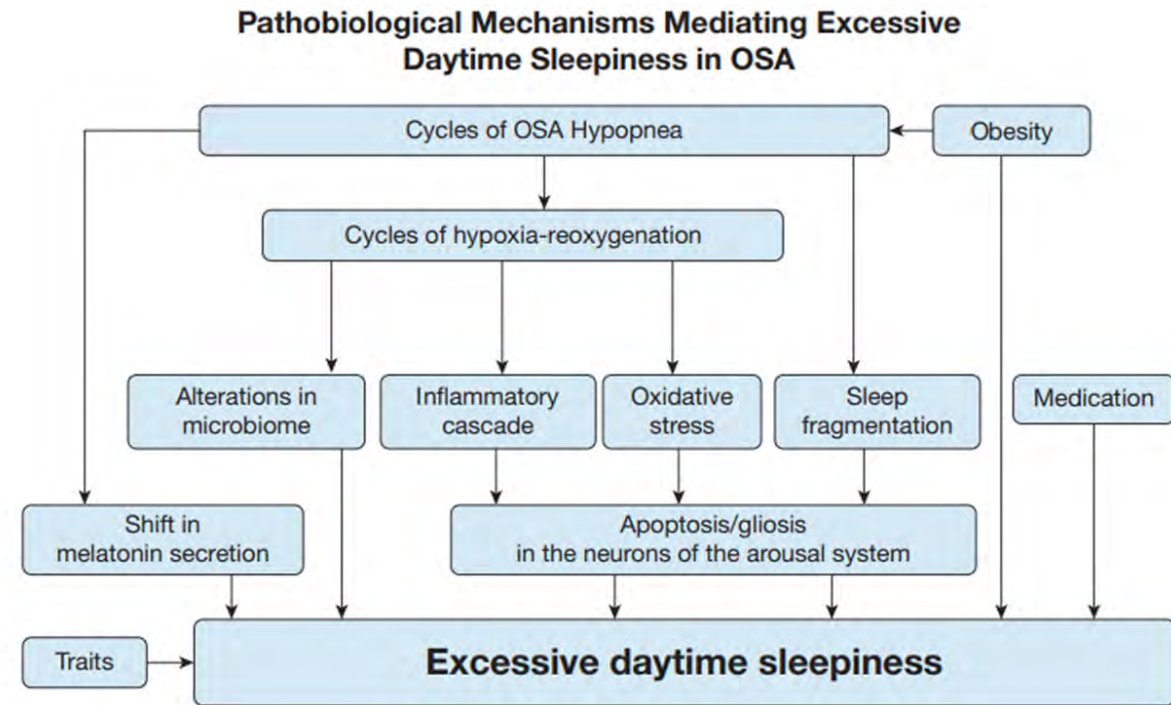 Pathobiological Mechanisms Mediating Excessive
Daytime Sleepiness in OSA
Cycles of OSA Hypopnea
Obesity
Cycles of hypoxia-reoxygenation
Alterations in
microbiome
Inflammatory
cascade
Oxidative
stress
Sleep
fragmentation
Medication
Shift in
melatonin secretion
Apoptosis/gliosis
in the neurons of the arousal system
Traits
Excessive daytime sleepiness